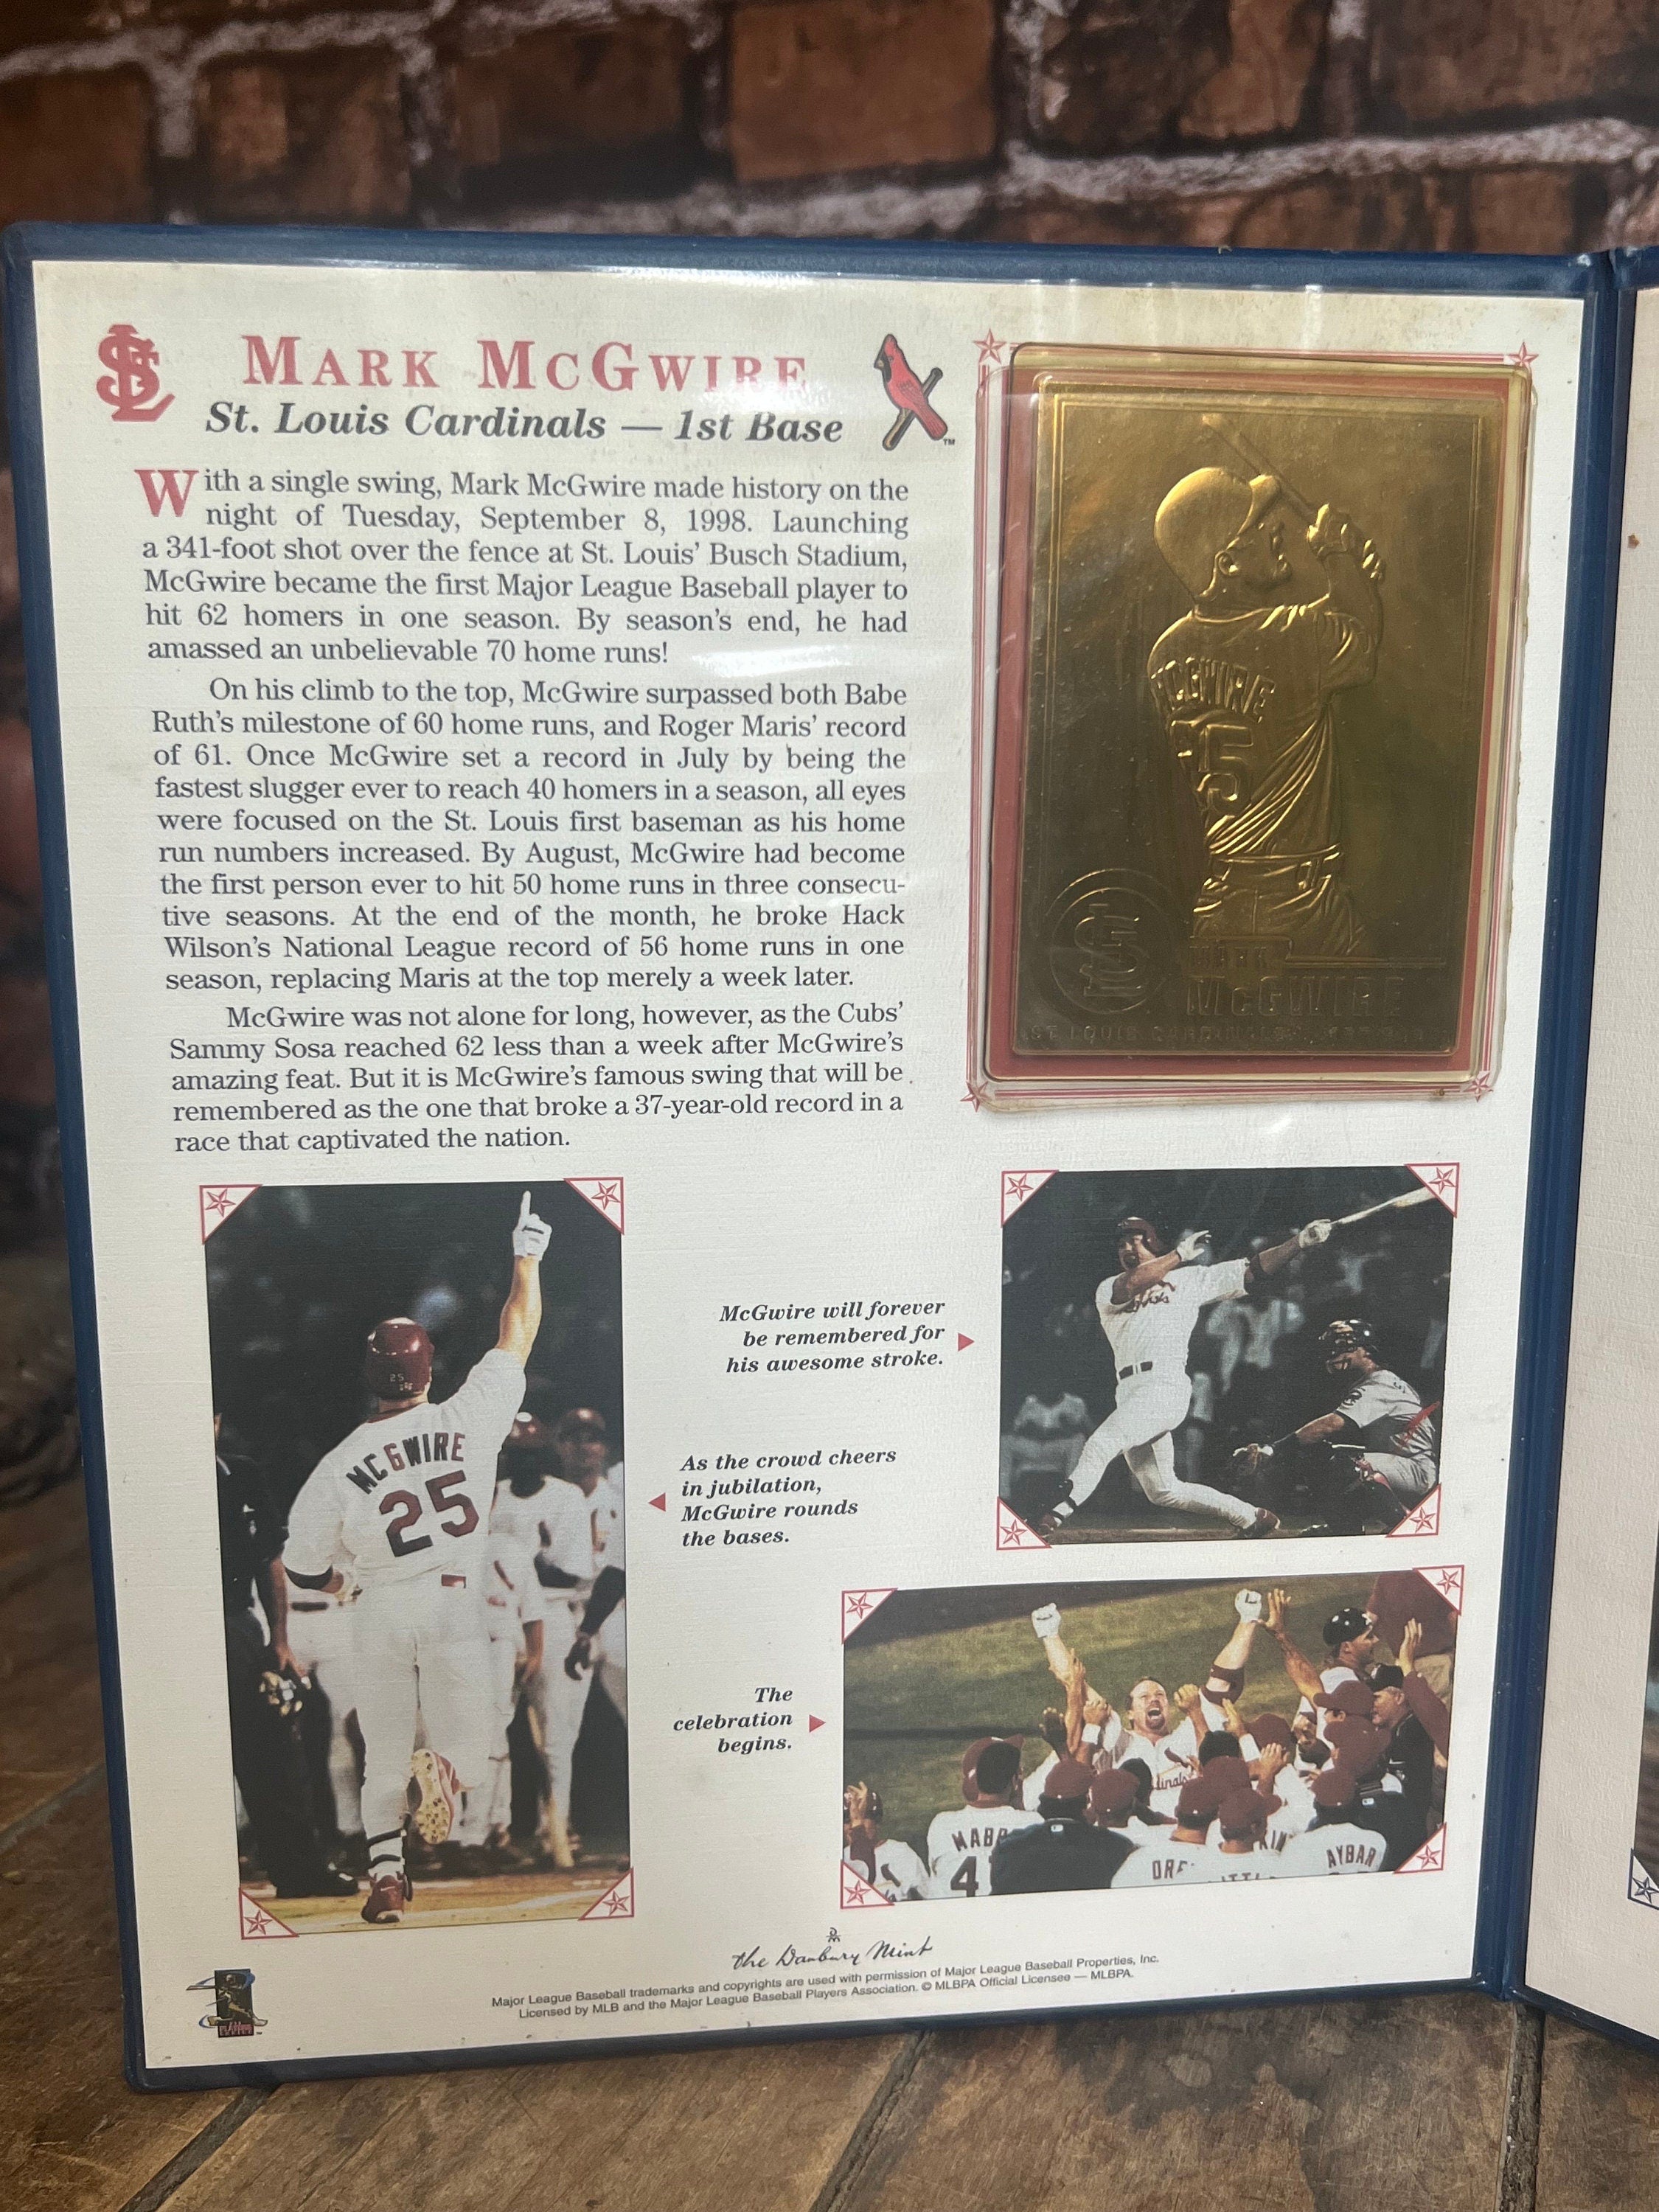 MARK McGWIRE
St. Louis Cardinals — 1st Base
TM
With a single swing, Mark McGwire made history on the
night of Tuesday, September 8, 1998. Launching
a 341-foot shot over the fence at St. Louis' Busch Stadium,
McGwire became the first Major League Baseball player to
hit 62 homers in one season. By season's end, he had
amassed an unbelievable 70 home runs!
On his climb to the top, McGwire surpassed both Babe
Ruth's milestone of 60 home runs, and Roger Maris' record
of 61. Once McGwire set a record in July by being the
fastest slugger ever to reach 40 homers in a season, all eyes
were focused on the St. Louis first baseman as his home
run numbers increased. By August, McGwire had become
the first person ever to hit 50 home runs in three consecu-
tive seasons. At the end of the month, he broke Hack
Wilson's National League record of 56 home runs in one
season, replacing Maris at the top merely a week later.
McGwire was not alone for long, however, as the Cubs'
Sammy Sosa reached 62 less than a week after McGwire's
amazing feat. But it is McGwire's famous swing that will be
remembered as the one that broke a 37-year-old record in a
race that captivated the nation.
MCGWIRE
25
STL
MARK
McGWIRE
ST. LOUIS CARDINALS
McGwire will forever
be remembered for
his awesome stroke.
As the crowd cheers
in jubilation,
McGwire rounds
the bases.
The
celebration
begins.
25
MCGWIRE
25
MABR
4
DRE
KIN
AYBAR
the Danbury Mint
Major League Baseball trademarks and copyrights are used with permission of Major League Baseball Properties, Inc.
Licensed by MLB and the Major League Baseball Players Association. © MLBPA Official Licensee — MLBPA.